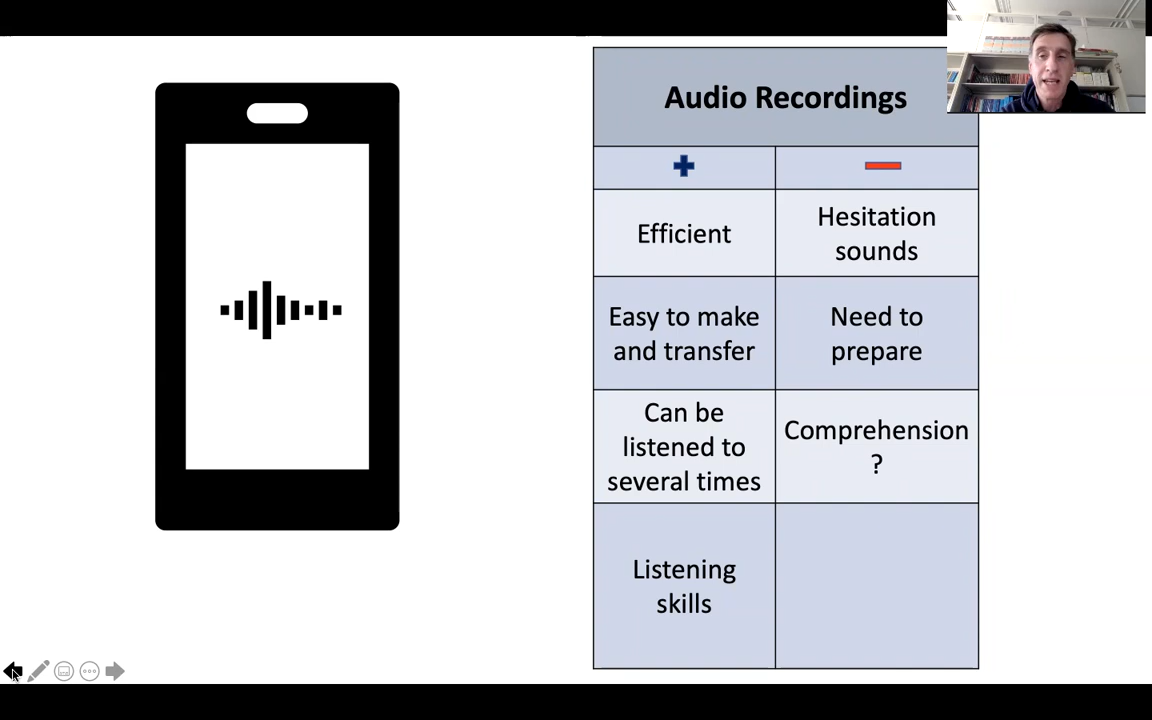 Audio Recordings
Efficient
Hesitation
sounds
Easy to make
and transfer
Need to
prepare
Can be
listened to
several times
Comprehension
?
Listening
skills